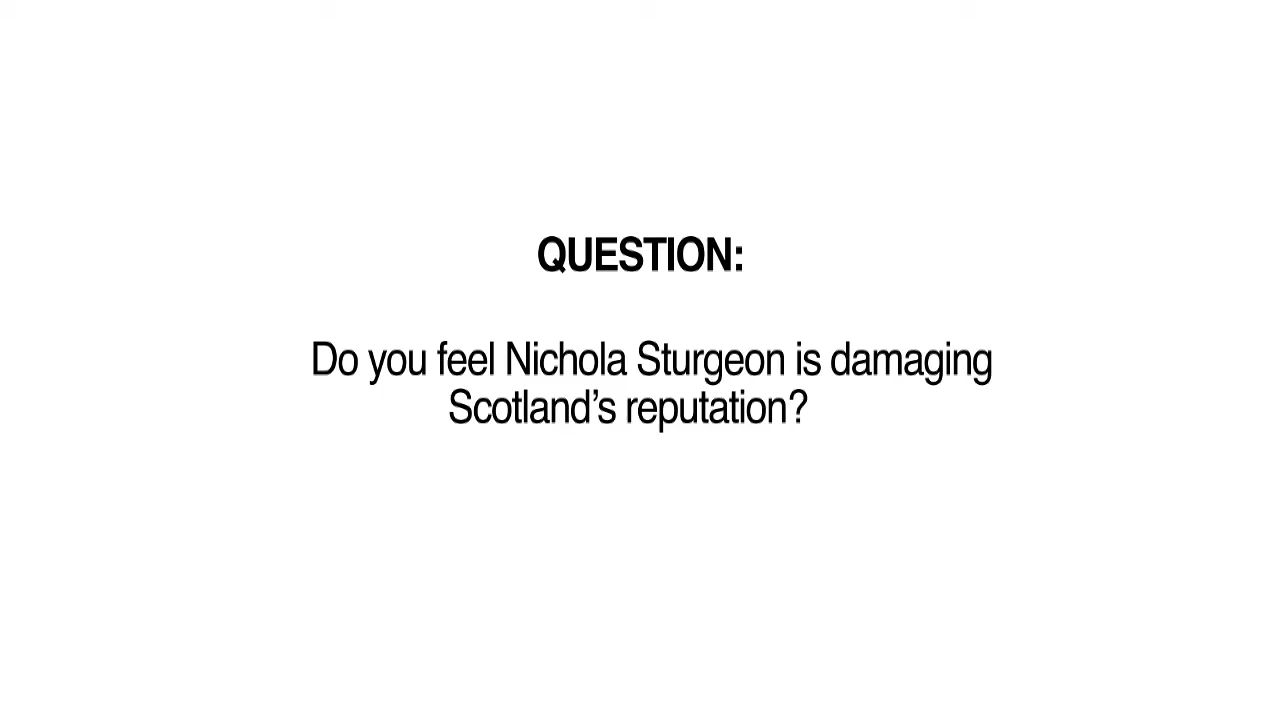 QUESTION:
Do you feel Nichola Sturgeon is damaging
Scotland’s reputation?